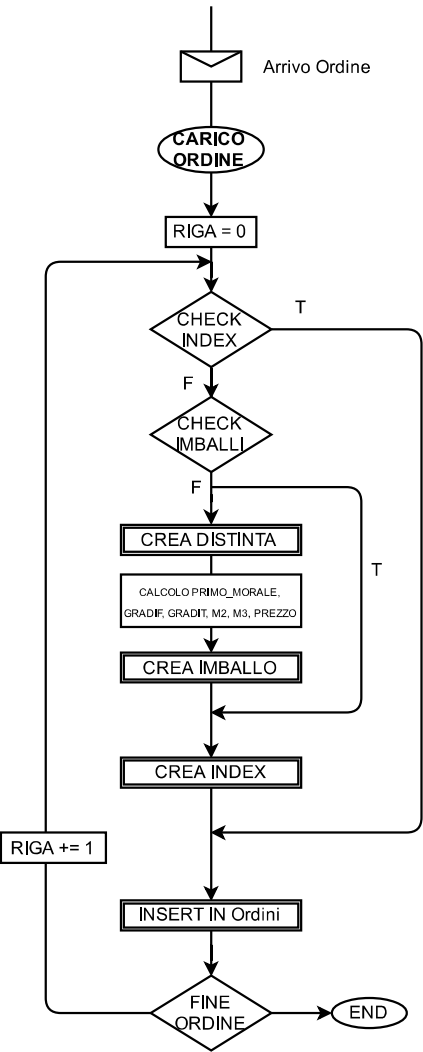 Arrivo Ordine
CARICO
ORDINE
RIGA = 0
CHECK
INDEX
T
F
CHECK
IMBALLI
F
CREA DISTINTA
T
CALCOLO PRIMO_MORALE,
GRADIF, GRADIT, M2, M3, PREZZO
CREA IMBALLO
CREA INDEX
RIGA += 1
INSERT IN Ordini
FINE
ORDINE
END